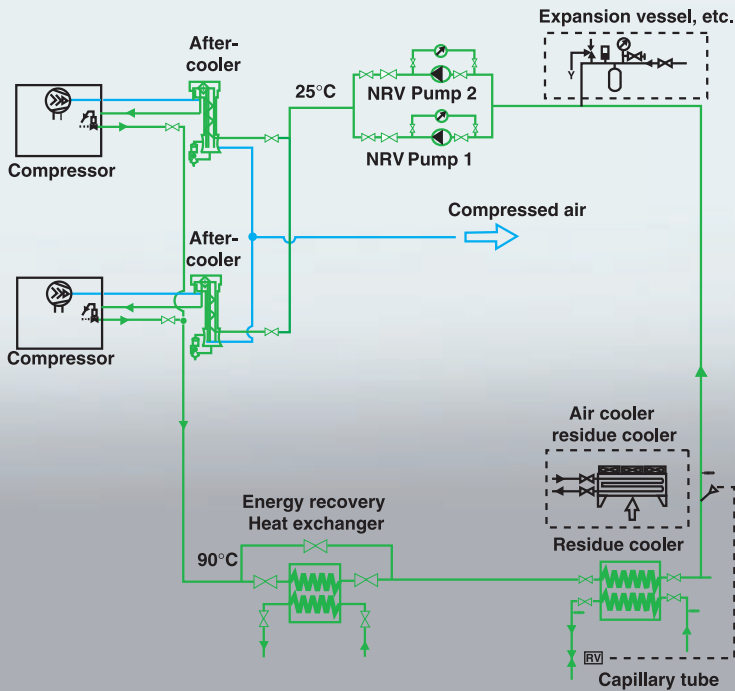 Expansion vessel, etc.
After-
cooler
25°C
NRV Pump 2
Y
NRV Pump 1
Compressor
Compressed air
After-
cooler
Compressor
Air cooler
residue cooler
Energy recovery
Heat exchanger
Residue cooler
90°C
RV
Capillary tube